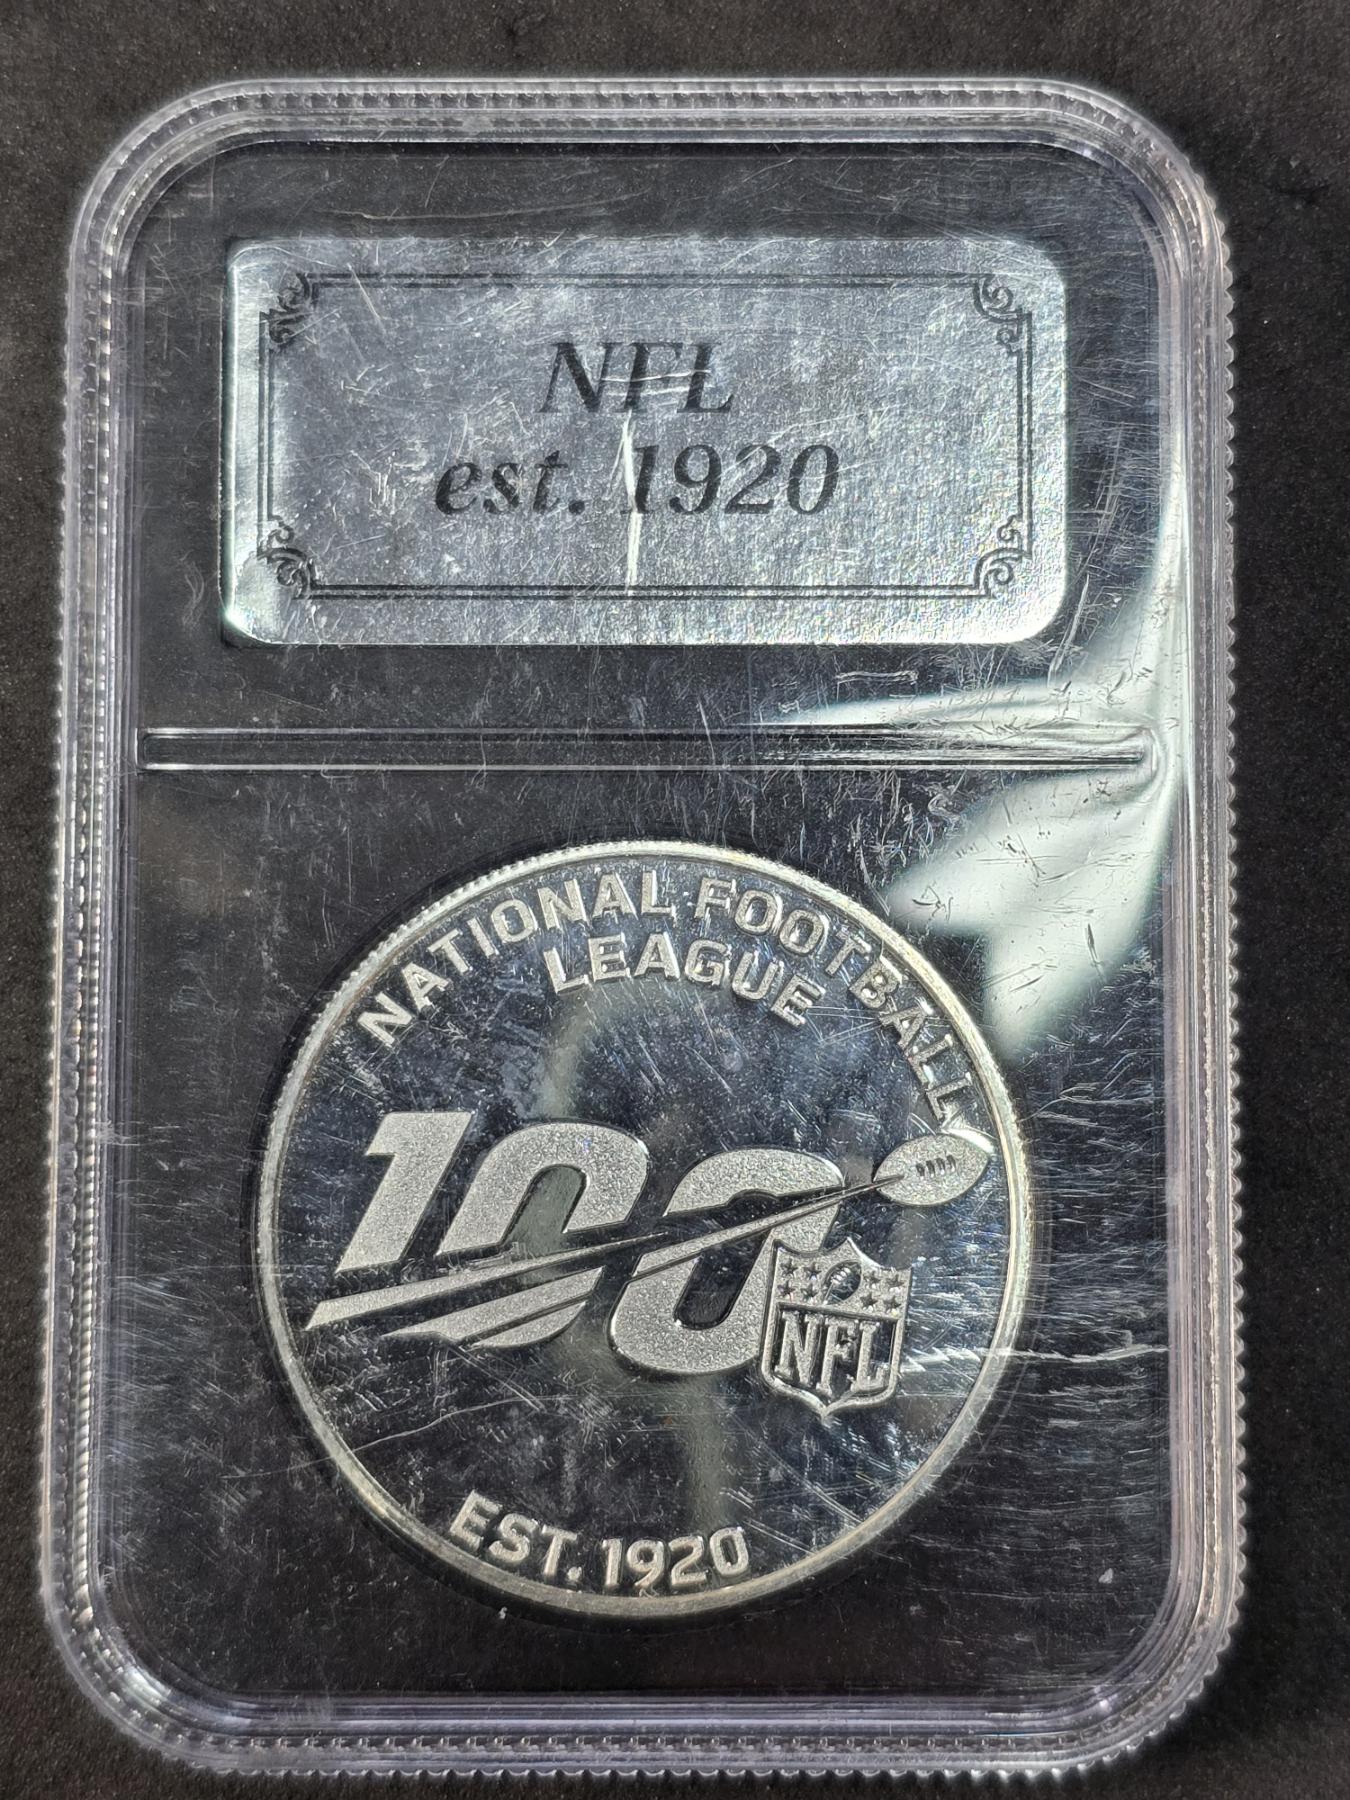 NFL
est. 1920
NATIONAL FOOTBALL
LEAGUE
100
NFL
EST. 1920